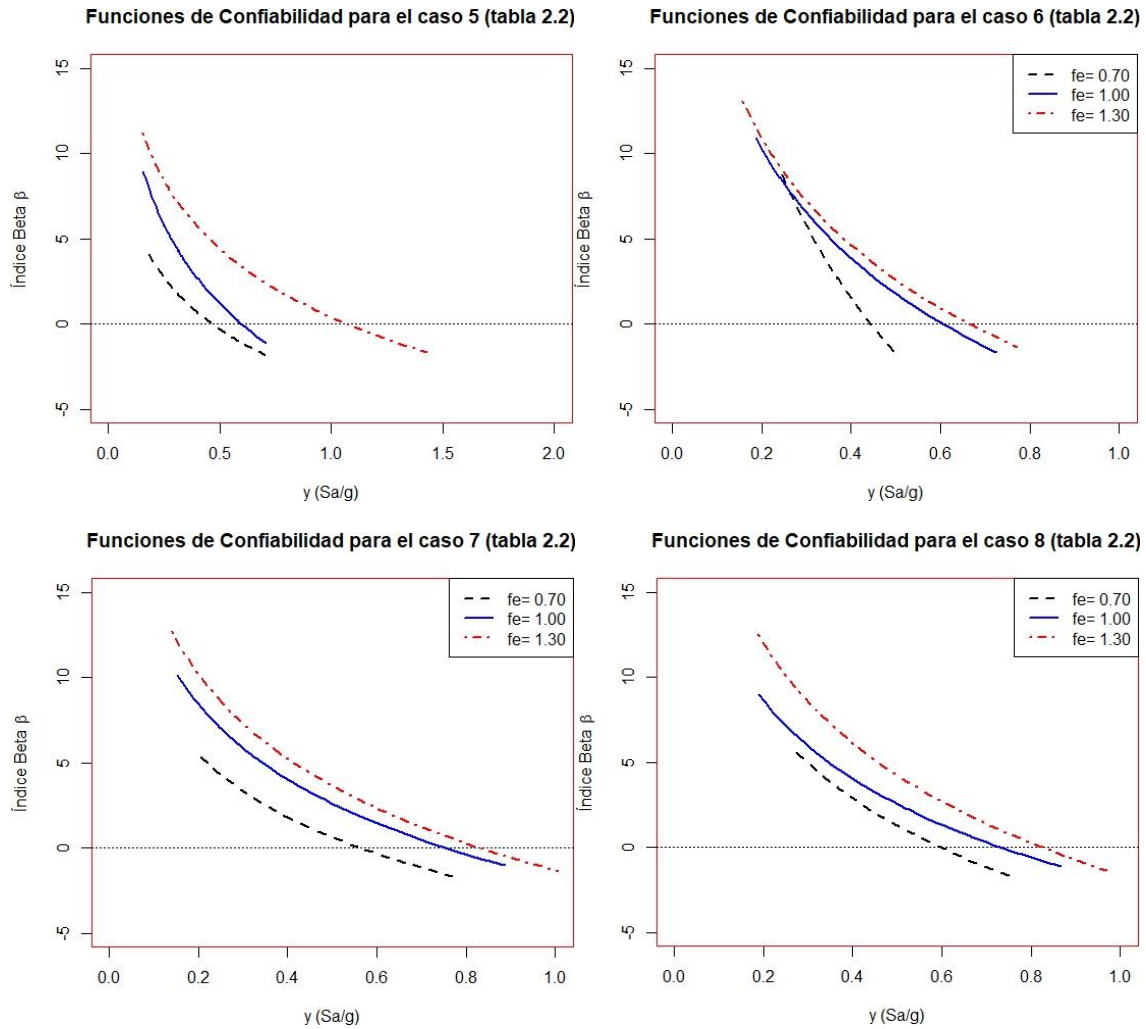 Funciones de Confiabilidad para el caso 5 (tabla 2.2)
Índice Beta β
15
10
5
0
-5
0.0 0.5 1.0 1.5 2.0
y (Sa/g)
Funciones de Confiabilidad para el caso 6 (tabla 2.2)
fe= 0.70
fe= 1.00
fe= 1.30
Índice Beta β
15
10
5
0
-5
0.0 0.2 0.4 0.6 0.8 1.0
y (Sa/g)
Funciones de Confiabilidad para el caso 7 (tabla 2.2)
fe= 0.70
fe= 1.00
fe= 1.30
Índice Beta β
15
10
5
0
-5
0.0 0.2 0.4 0.6 0.8 1.0
y (Sa/g)
Funciones de Confiabilidad para el caso 8 (tabla 2.2)
fe= 0.70
fe= 1.00
fe= 1.30
Índice Beta β
15
10
5
0
-5
0.0 0.2 0.4 0.6 0.8 1.0
y (Sa/g)